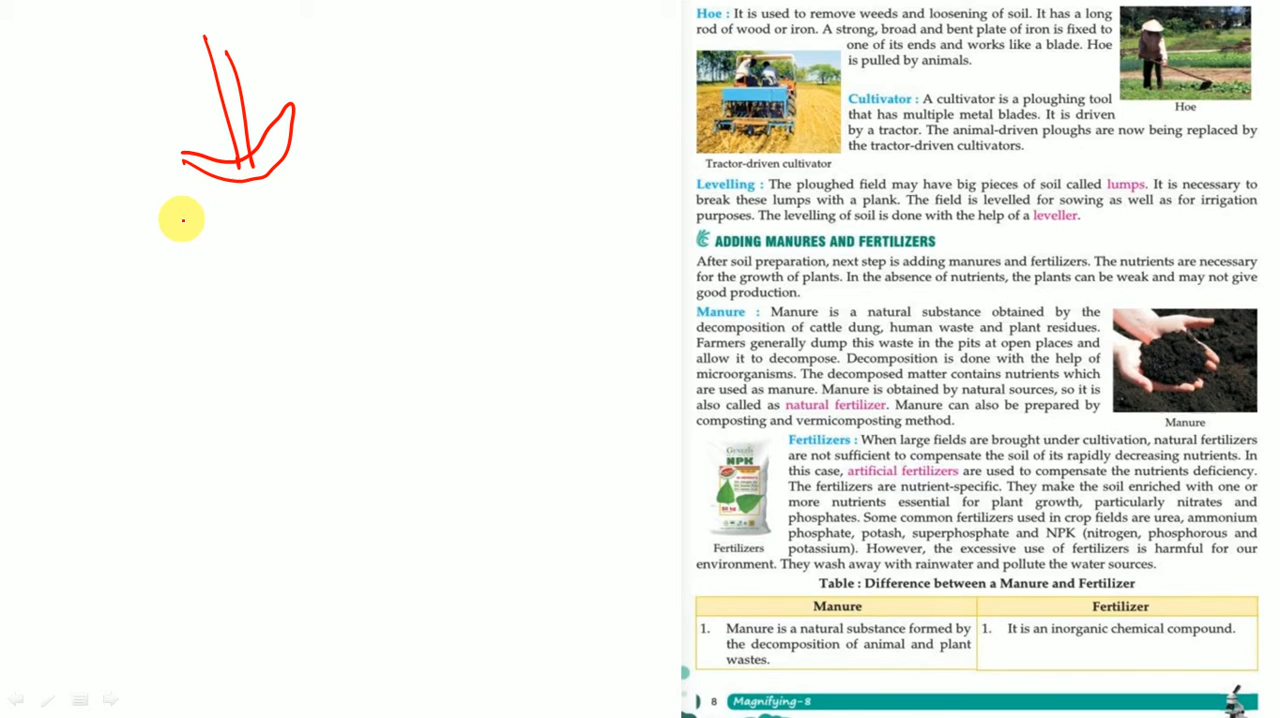 Hoe : It is used to remove weeds and loosening of soil. It has a long
rod of wood or iron. A strong, broad and bent plate of iron is fixed to
one of its ends and works like a blade. Hoe
is pulled by animals.
Hoe
Cultivator : A cultivator is a ploughing tool
that has multiple metal blades. It is driven
by a tractor. The animal-driven ploughs are now being replaced by
the tractor-driven cultivators.
Tractor-driven cultivator
Levelling : The ploughed field may have big pieces of soil called lumps. It is necessary to
break these lumps with a plank. The field is levelled for sowing as well as for irrigation
purposes. The levelling of soil is done with the help of a leveller.
ADDING MANURES AND FERTILIZERS
After soil preparation, next step is adding manures and fertilizers. The nutrients are necessary
for the growth of plants. In the absence of nutrients, the plants can be weak and may not give
good production.
Manure : Manure is a natural substance obtained by the
decomposition of cattle dung, human waste and plant residues.
Farmers generally dump this waste in the pits at open places and
allow it to decompose. Decomposition is done with the help of
microorganisms. The decomposed matter contains nutrients which
are used as manure. Manure is obtained by natural sources, so it is
also called as natural fertilizer. Manure can also be prepared by
composting and vermicomposting method.
Manure
Fertilizers : When large fields are brought under cultivation, natural fertilizers
are not sufficient to compensate the soil of its rapidly decreasing nutrients. In
this case, artificial fertilizers are used to compensate the nutrients deficiency.
The fertilizers are nutrient-specific. They make the soil enriched with one or
more nutrients essential for plant growth, particularly nitrates and
phosphates. Some common fertilizers used in crop fields are urea, ammonium
phosphate, potash, superphosphate and NPK (nitrogen, phosphorous and
potassium). However, the excessive use of fertilizers is harmful for our
environment. They wash away with rainwater and pollute the water sources.
NPK
Fertilizers
Table : Difference between a Manure and Fertilizer
Manure
Fertilizer
1. Manure is a natural substance formed by
the decomposition of animal and plant
wastes.
1. It is an inorganic chemical compound.
8 Magnifying-8